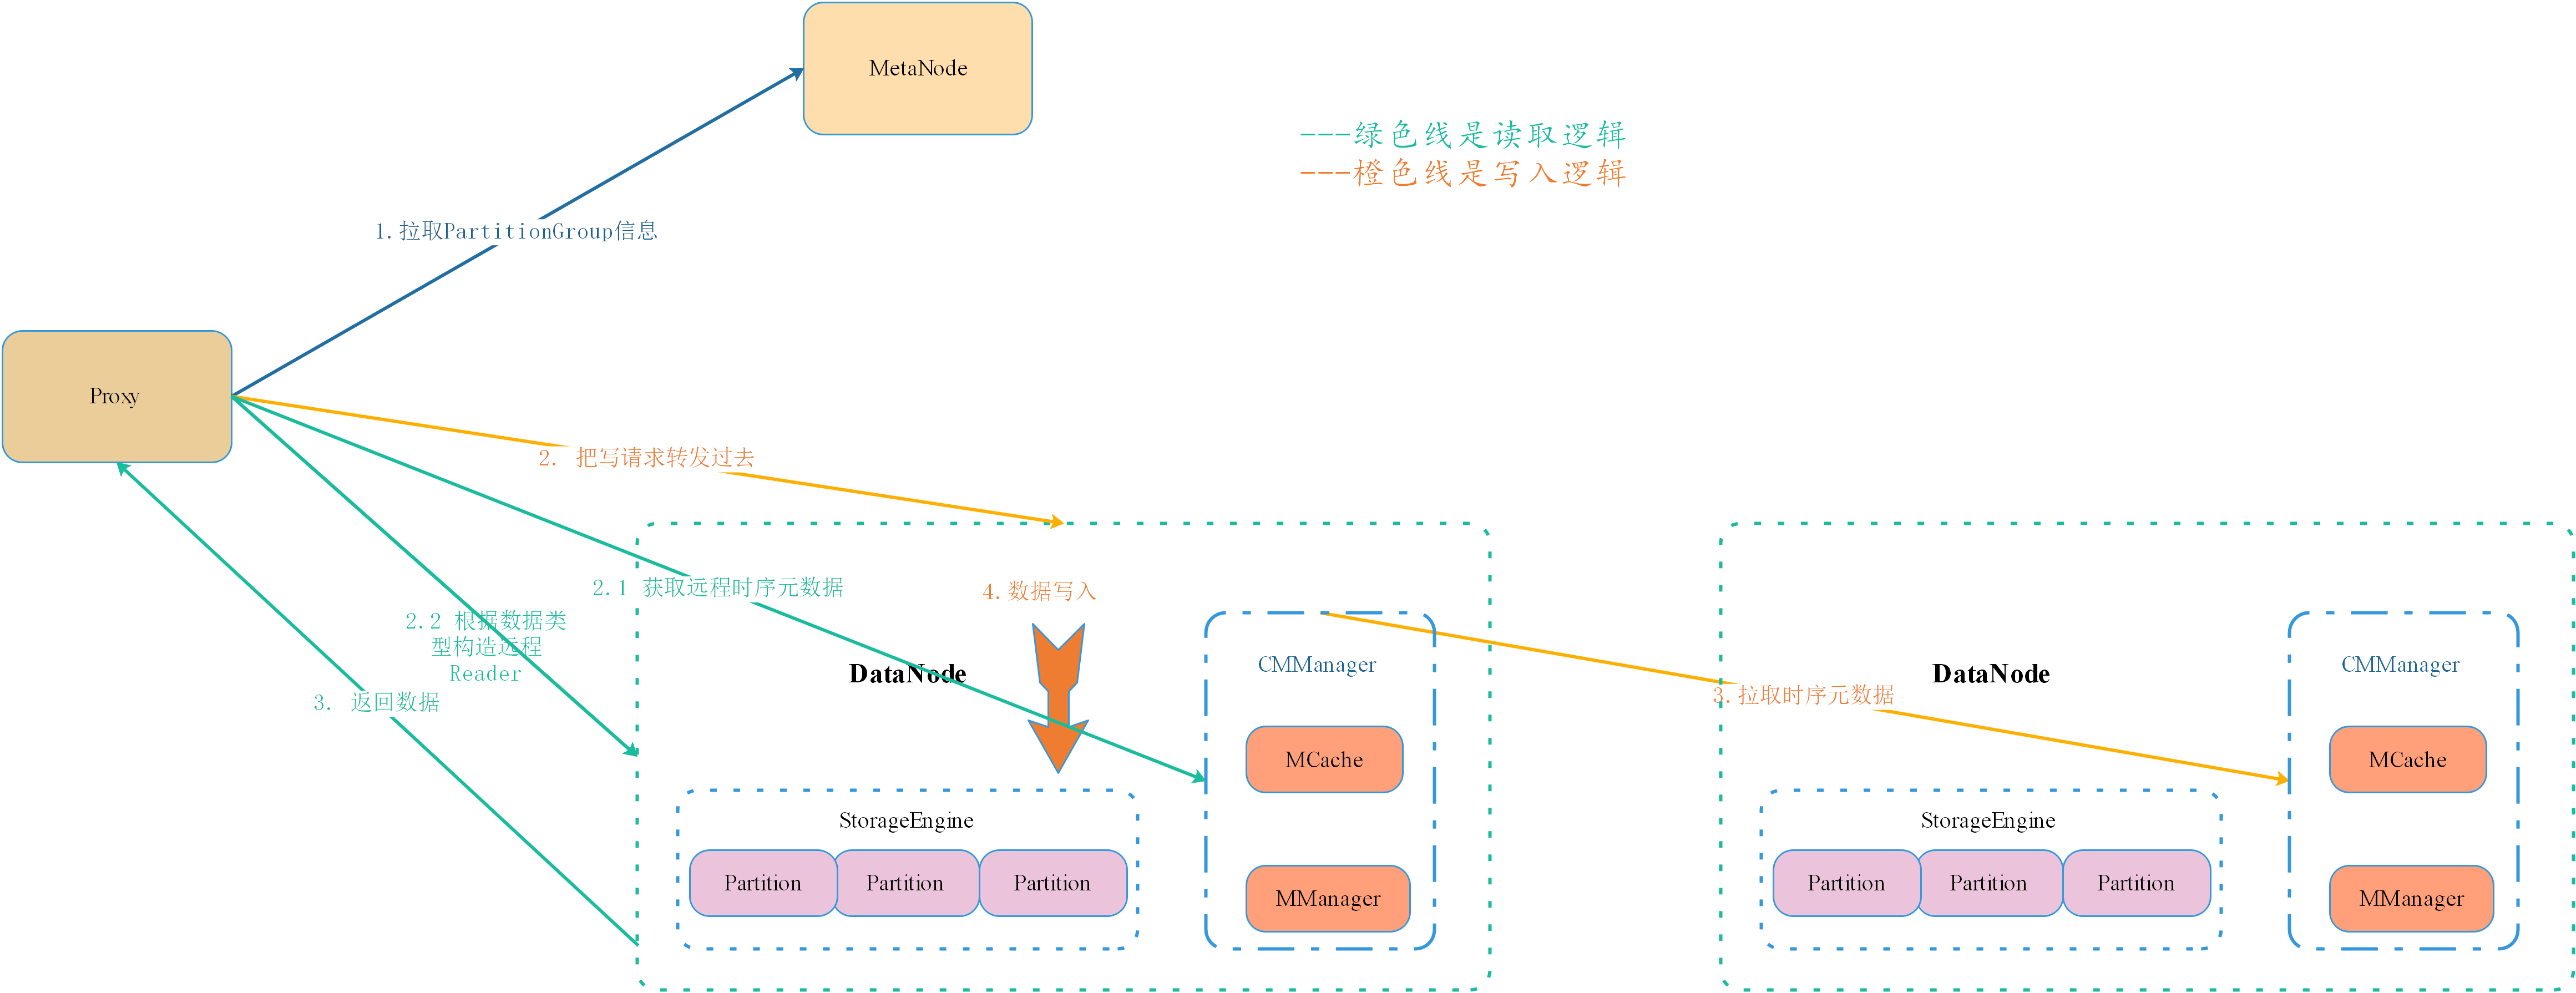 MetaNode
---绿色线是读取逻辑
---橙色线是写入逻辑
1.拉取PartitionGroup信息
Proxy
2. 把写请求转发过去
2.1 获取远程时序元数据
4.数据写入
2.2 根据数据类
型构造远程
Reader
3. 返回数据
DataNode
CMManager
MCache
StorageEngine
Partition
Partition
Partition
MManager
3.拉取时序元数据
DataNode
CMManager
MCache
StorageEngine
Partition
Partition
Partition
MManager